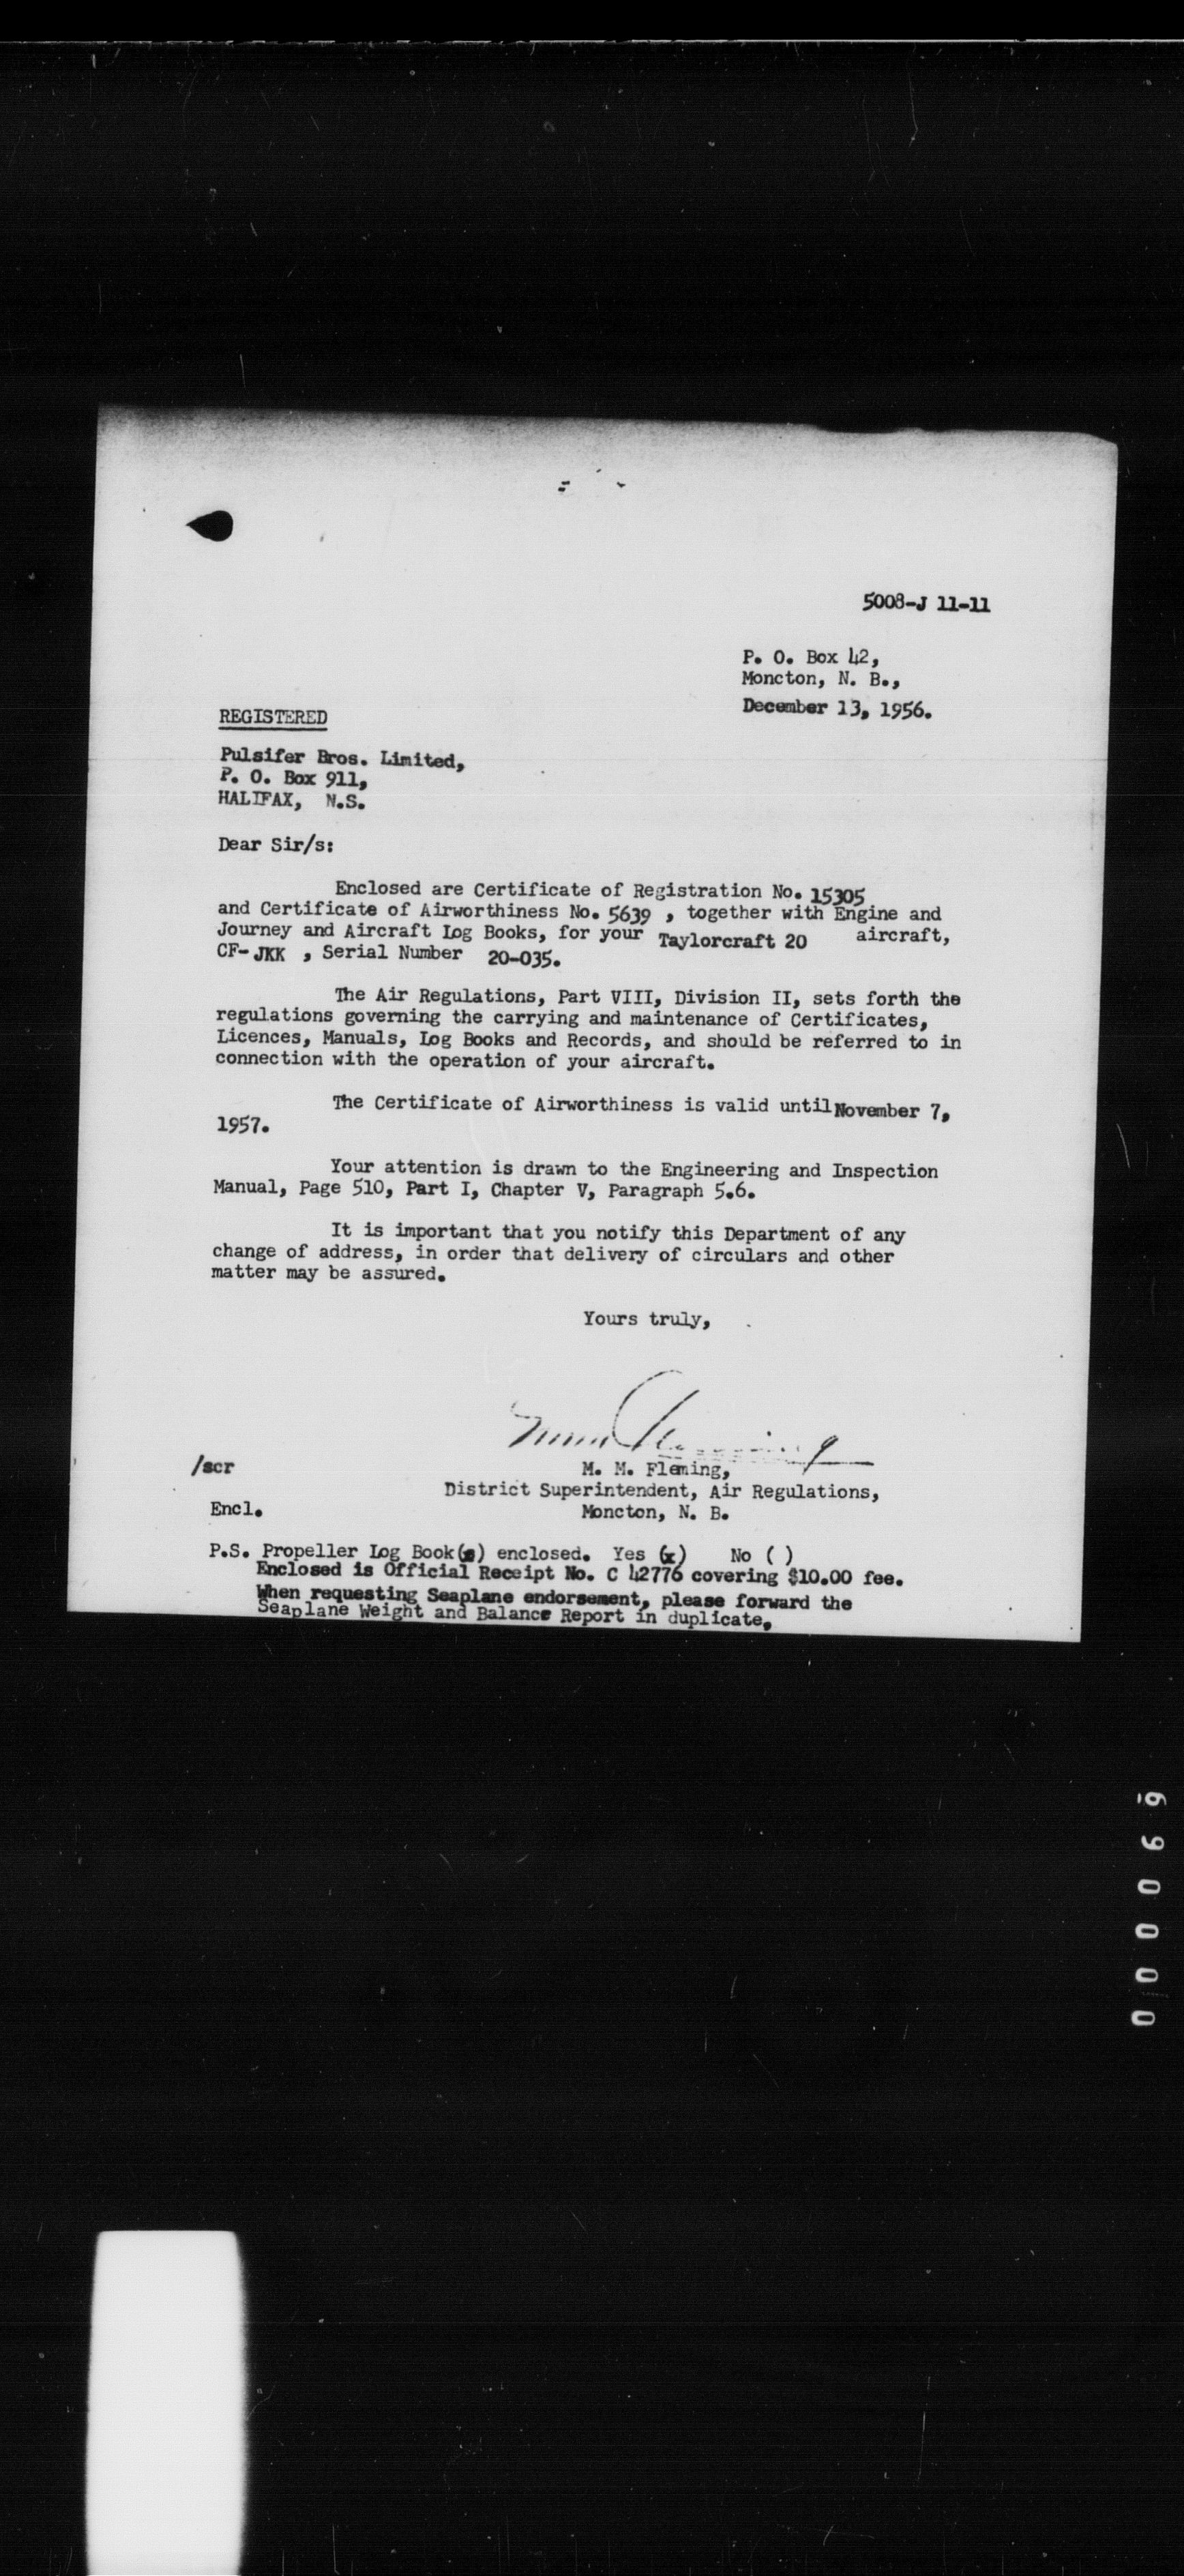 5008-J 11-11
P. O. Box 42,
Moncton, N. B.,
December 13, 1956.
REGISTERED
Pulsifer Bros. Limited,
P. O. Box 911,
HALIFAX, N.S.
Dear Sir/s:
Enclosed are Certificate of Registration No. 15305
and Certificate of Airworthiness No. 5639 , together with Engine and
Journey and Aircraft Log Books, for your Taylorcraft 20 aircraft,
CF-JKK , Serial Number 20-035.
The Air Regulations, Part VIII, Division II, sets forth the
regulations governing the carrying and maintenance of Certificates,
Licences, Manuals, Log Books and Records, and should be referred to in
connection with the operation of your aircraft.
The Certificate of Airworthiness is valid until November 7,
1957.
Your attention is drawn to the Engineering and Inspection
Manual, Page 510, Part I, Chapter V, Paragraph 5.6.
It is important that you notify this Department of any
change of address, in order that delivery of circulars and other
matter may be assured.
Yours truly,
/scr
M. M. Fleming,
District Superintendent, Air Regulations,
Encl.
Moncton, N. B.
P.S. Propeller Log Book(s) enclosed. Yes (x) No ( )
Enclosed is Official Receipt No. C 42776 covering $10.00 fee.
When requesting Seaplane endorsement, please forward the
Seaplane Weight and Balance Report in duplicate.
000069